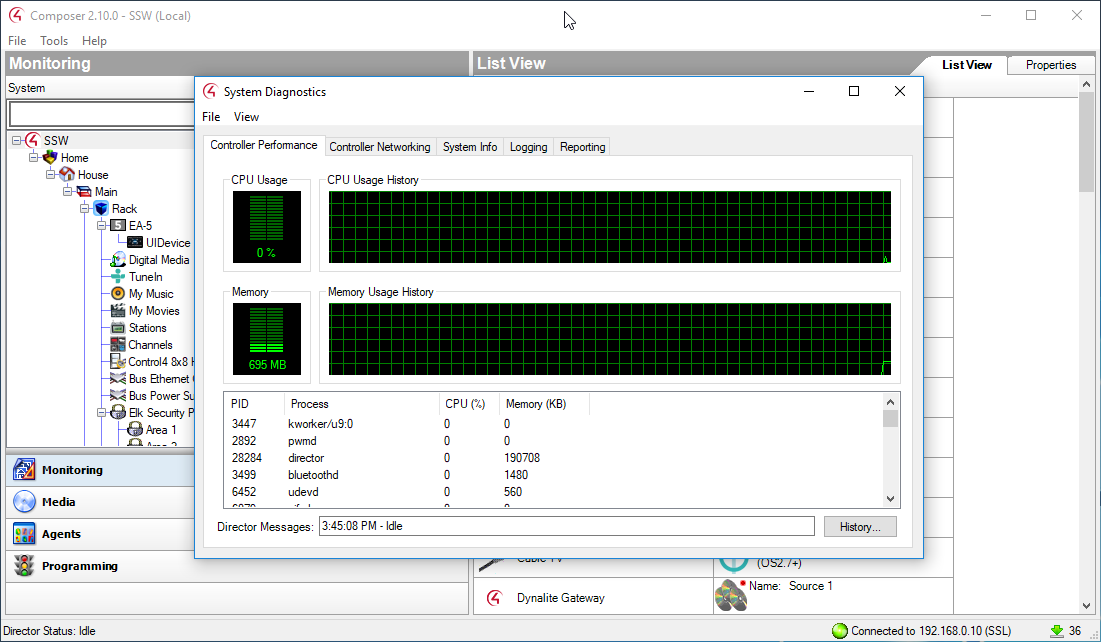 Composer 2.10.0 - SSW (Local)
File Tools Help
Monitoring
List View
List View
Properties
System
SSW
Home
House
Main
Rack
EA-5
UIDevice
Digital Media
TuneIn
My Music
My Movies
Stations
Channels
Control4 8x8
Bus Ethernet
Bus Power Su
Elk Security P
Area 1
Monitoring
Media
Agents
Programming
System Diagnostics
File View
Controller Performance
Controller Networking
System Info
Logging
Reporting
CPU Usage
0 %
CPU Usage History
Memory
695 MB
Memory Usage History
PID Process CPU (%) Memory (KB)
3447 kworker/u9:0 0 0
2892 pwmd 0 0
28284 director 0 190708
3499 bluetoothd 0 1480
6452 udevd 0 560
Director Messages: 3:45:08 PM - Idle
History...
Cable TV
(OS2.7+)
Dynalite Gateway
Name: Source 1
Director Status: Idle
Connected to 192.168.0.10 (SSL)
36